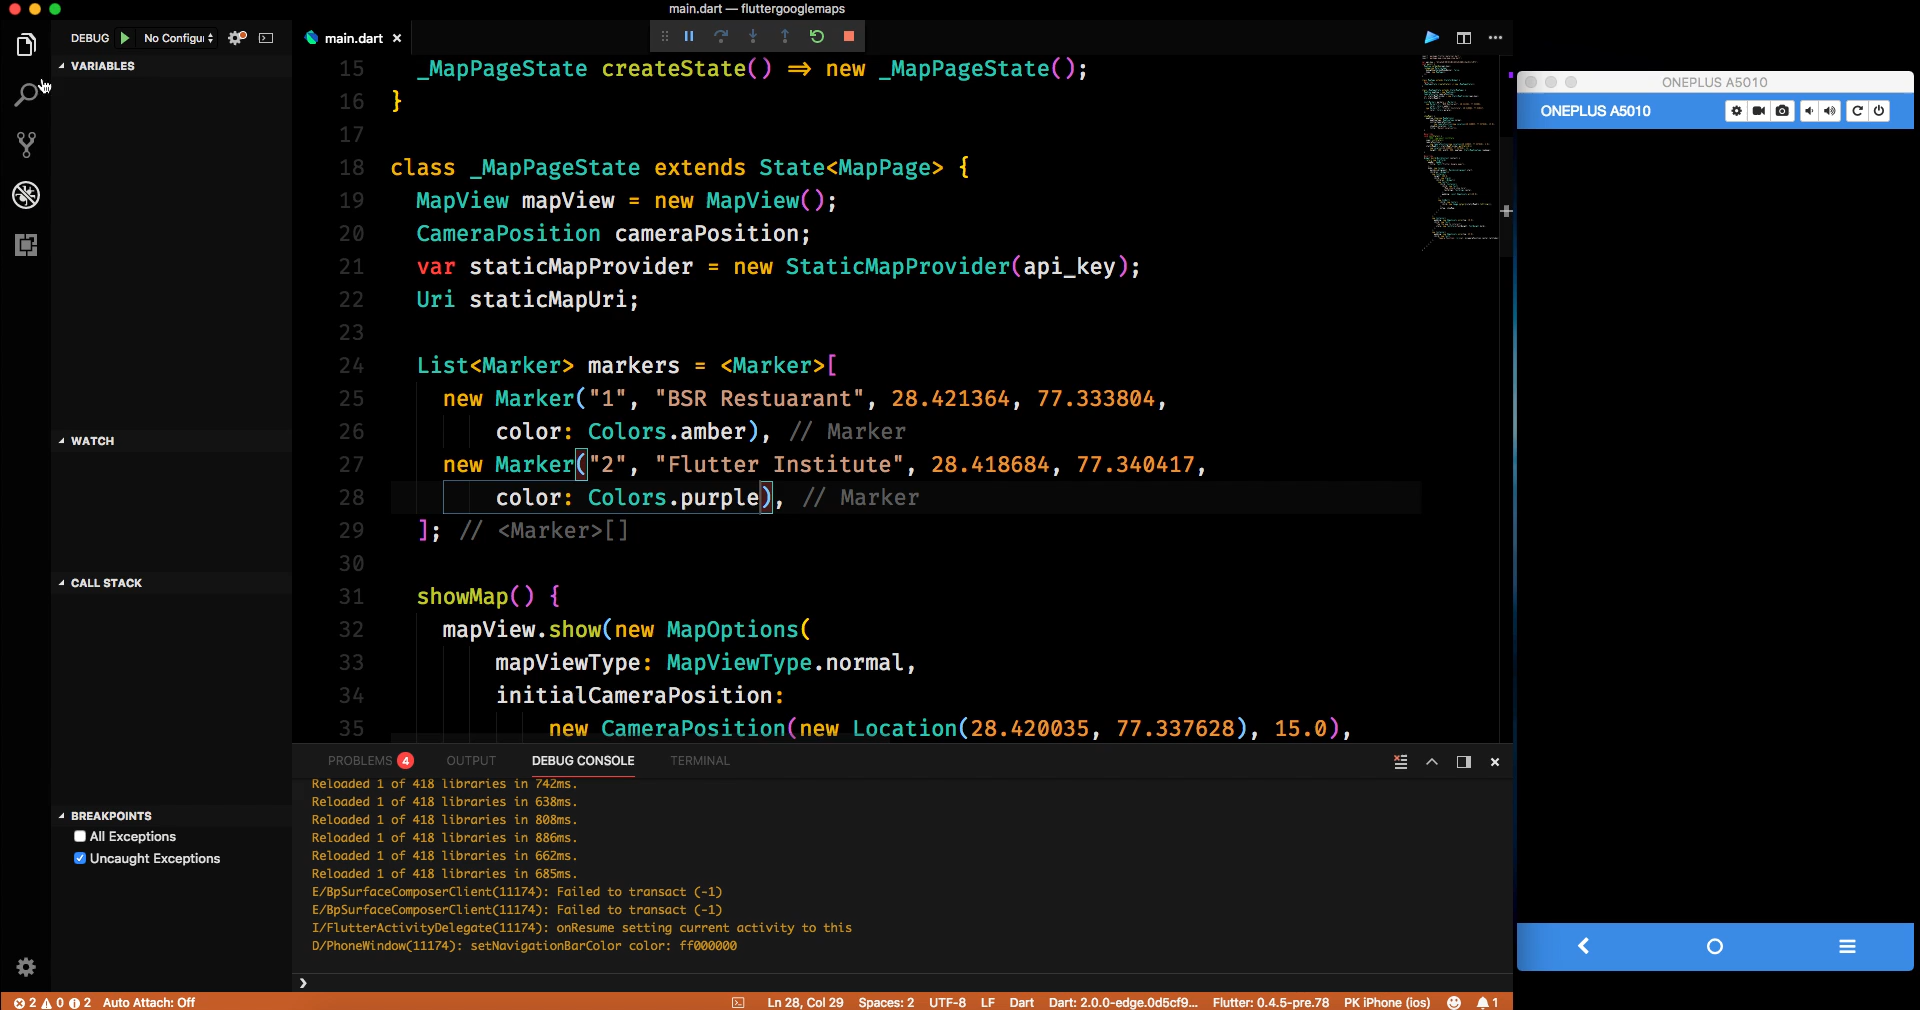 main.dart — fluttergooglemaps
DEBUG No Configui
main.dart
VARIABLES
WATCH
CALL STACK
BREAKPOINTS
All Exceptions
Uncaught Exceptions
15 _MapPageState createState() => new _MapPageState();
16 }
17
18 class _MapPageState extends State<MapPage> {
19 MapView mapView = new MapView();
20 CameraPosition cameraPosition;
21 var staticMapProvider = new StaticMapProvider(api_key);
22 Uri staticMapUri;
23
24 List<Marker> markers = <Marker>[
25 new Marker("1", "BSR Restuarant", 28.421364, 77.333804,
26 color: Colors.amber), // Marker
27 new Marker("2", "Flutter Institute", 28.418684, 77.340417,
28 color: Colors.purple), // Marker
29 ]; // <Marker>[]
30
31 showMap() {
32 mapView.show(new MapOptions(
33 mapViewType: MapViewType.normal,
34 initialCameraPosition:
35 new CameraPosition(new Location(28.420035, 77.337628), 15.0),
PROBLEMS 4 OUTPUT DEBUG CONSOLE TERMINAL
Reloaded 1 of 418 libraries in 742ms.
Reloaded 1 of 418 libraries in 638ms.
Reloaded 1 of 418 libraries in 808ms.
Reloaded 1 of 418 libraries in 886ms.
Reloaded 1 of 418 libraries in 662ms.
Reloaded 1 of 418 libraries in 685ms.
E/BpSurfaceComposerClient(11174): Failed to transact (-1)
E/BpSurfaceComposerClient(11174): Failed to transact (-1)
I/FlutterActivityDelegate(11174): onResume setting current activity to this
D/PhoneWindow(11174): setNavigationBarColor color: ff000000
2 0 2 Auto Attach: Off Ln 28, Col 29 Spaces: 2 UTF-8 LF Dart Dart: 2.0.0-edge.0d5cf9... Flutter: 0.4.5-pre.78 PK iPhone (ios) 1
ONEPLUS A5010
ONEPLUS A5010